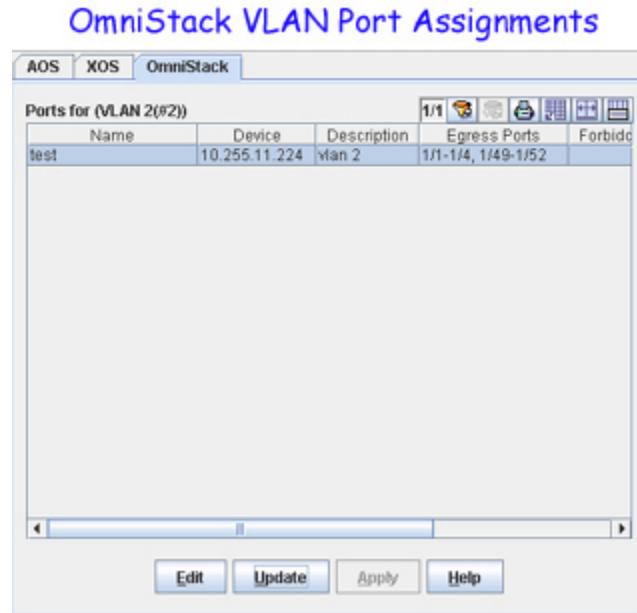 OmniStack VLAN Port Assignments
AOS XOS OmniStack
Ports for (VLAN 2(#2)) 1/1
Name Device Description Egress Ports Forbidd
test 10.255.11.224 vlan 2 1/1-1/4, 1/49-1/52
Edit Update Apply Help